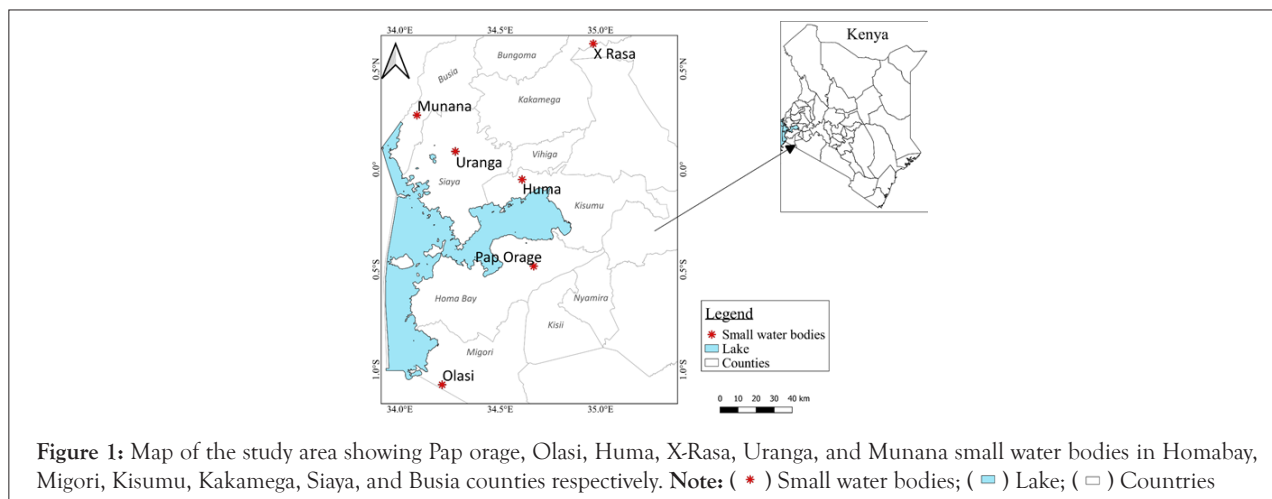 34.0°E 34.5°E 35.0°E
Kenya
X Rasa
Bungoma
0.5°N 0.5°N
Busia
Kakamega
Munana
Uranga
Vihiga
0.0° 0.0°
Siaya
Huma
Kisumu
Pap Orage
0.5°S 0.5°S
Homa Bay
Nyamira
Kisii
Legend
Small water bodies
Lake
Counties
Migori
1.0°S 1.0°S
Olasi
0 10 20 30 40 km
34.0°E 34.5°E 35.0°E
Figure 1: Map of the study area showing Pap orage, Olasi, Huma, X-Rasa, Uranga, and Munana small water bodies in Homabay,
Migori, Kisumu, Kakamega, Siaya, and Busia counties respectively. Note: ( * ) Small water bodies; ( ) Lake; ( ) Countries